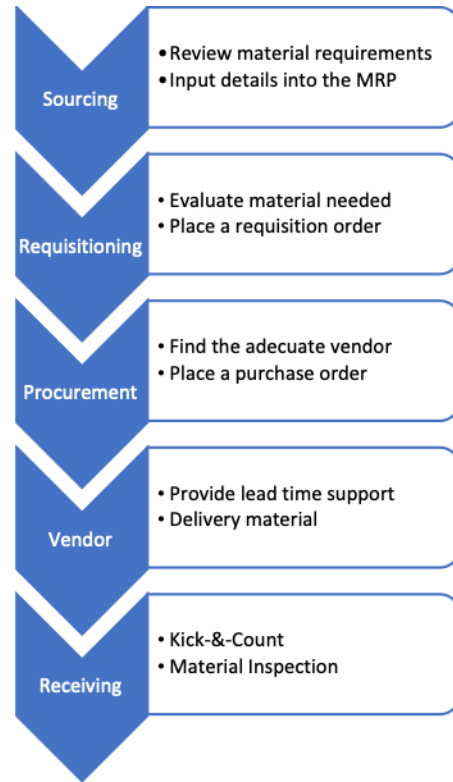 Sourcing
•Review material requirements
•Input details into the MRP
Requisitioning
• Evaluate material needed
• Place a requisition order
Procurement
• Find the adequate vendor
• Place a purchase order
Vendor
• Provide lead time support
• Delivery material
Receiving
• Kick-&-Count
• Material Inspection